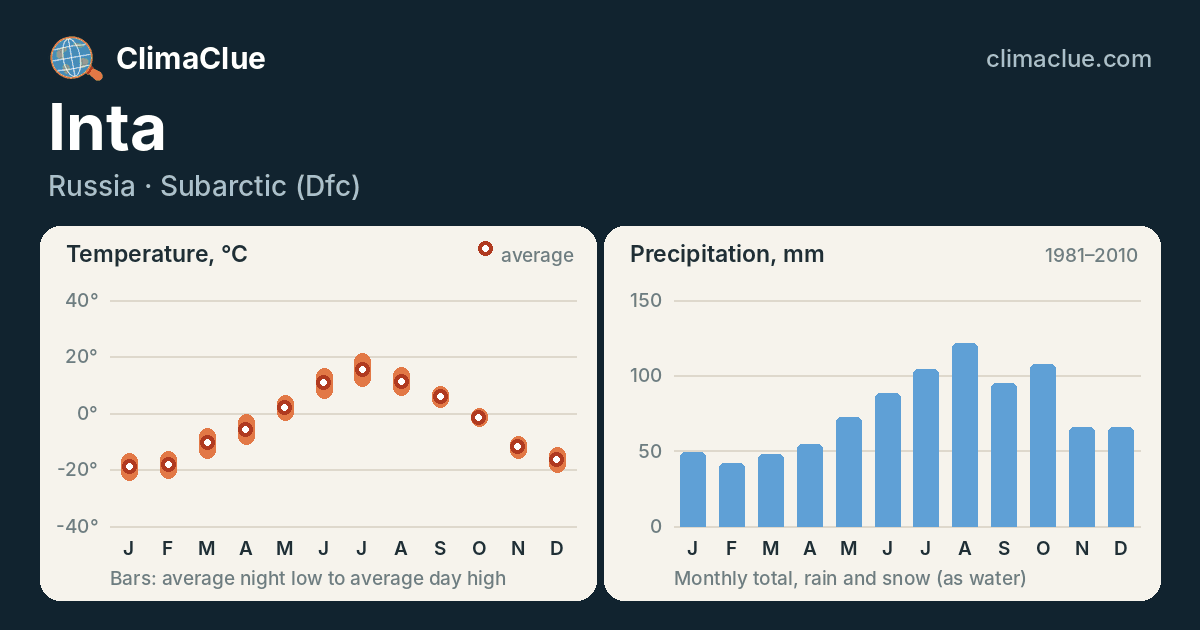 ClimaClue
climaclue.com
Inta
Russia · Subarctic (Dfc)
Temperature, °C
average
40°
20°
0°
-20°
-40°
J F M A M J J A S O N D
Bars: average night low to average day high
Precipitation, mm
1981–2010
150
100
50
0
J F M A M J J A S O N D
Monthly total, rain and snow (as water)